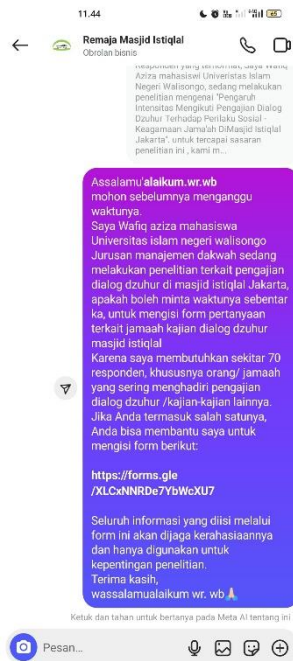 11.44
Remaja Masjid Istiqlal
Obrolan bisnis
Responden yang terhormat, Saya Wafiq
Aziza mahasiswi Univeristas Islam
Negeri Walisongo, sedang melakukan
penelitian mengenai "Pengaruh
Intensitas Mengikuti Pengajian Dialog
Dzuhur Terhadap Perilaku Sosial -
Keagamaan Jama'ah DiMasjid Istiqlal
Jakarta". untuk tercapai sasaran
penelitian ini , kami m...
Assalamu'alaikum.wr.wb
mohon sebelumnya menganggu
waktunya.
Saya Wafiq aziza mahasiswa
Universitas islam negeri walisongo
Jurusan manajemen dakwah sedang
melakukan penelitian terkait pengajian
dialog dzuhur di masjid istiqlal Jakarta,
apakah boleh minta waktunya sebentar
ka, untuk mengisi form pertanyaan
terkait jamaah kajian dialog dzuhur
masjid istiqlal
Karena saya membutuhkan sekitar 70
responden, khususnya orang/ jamaah
yang sering menghadiri pengajian
dialog dzuhur /kajian-kajian lainnya.
Jika Anda termasuk salah satunya,
Anda bisa membantu saya untuk
mengisi form berikut:
https://forms.gle
/XLCxNNRDe7YbWcXU7
Seluruh informasi yang diisi melalui
form ini akan dijaga kerahasiaannya
dan hanya digunakan untuk
kepentingan penelitian.
Terima kasih,
wassalamualaikum wr. wb🙏
Ketuk dan tahan untuk bertanya pada Meta AI tentang ini
Pesan...